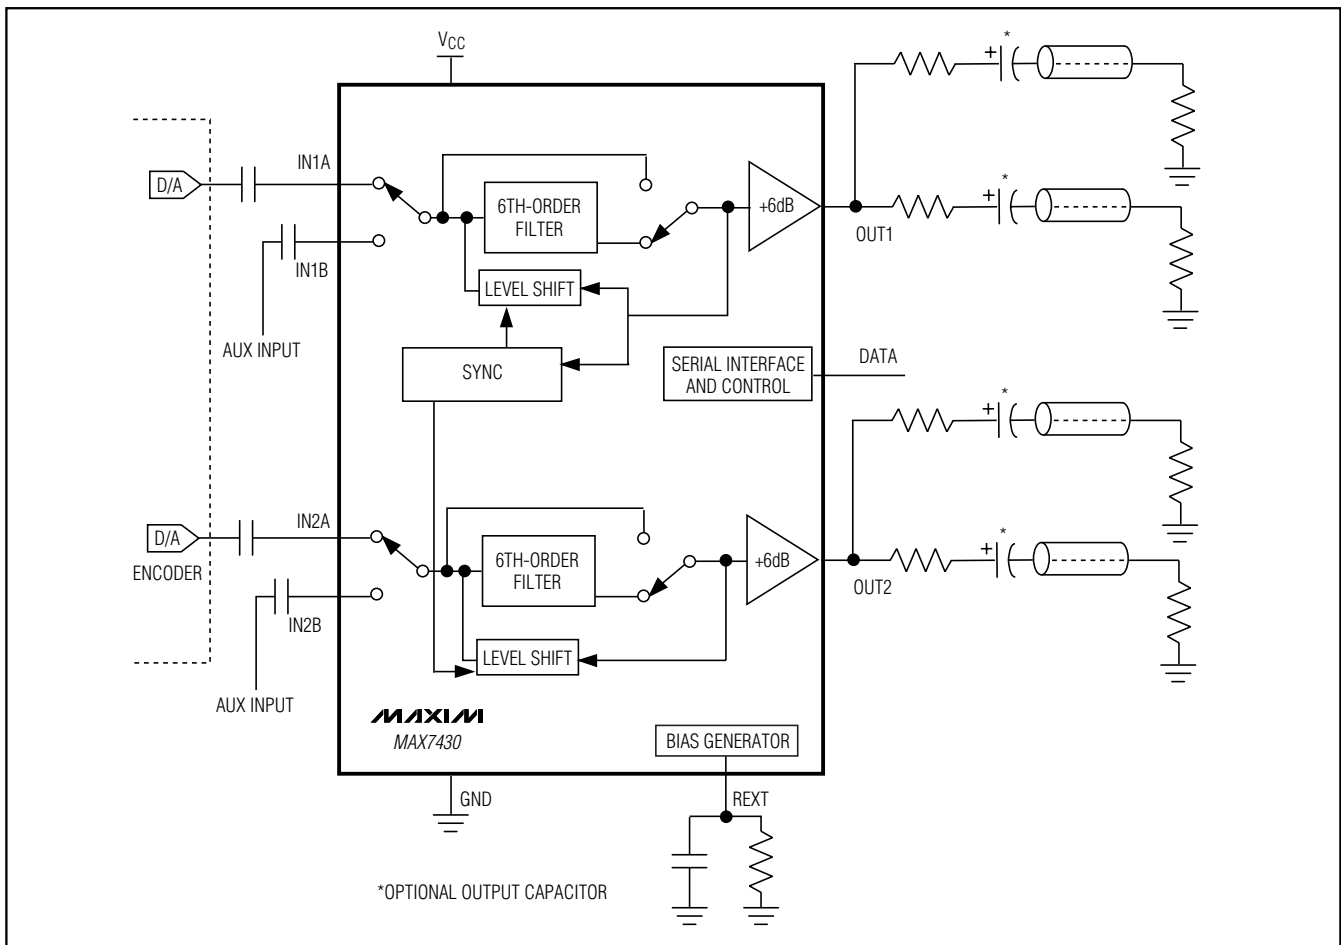 VCC
*
+
IN1A
D/A
6TH-ORDER
FILTER
+6dB
*
+
OUT1
IN1B
LEVEL SHIFT
AUX INPUT
SYNC
SERIAL INTERFACE
AND CONTROL
DATA
*
+
IN2A
D/A
ENCODER
6TH-ORDER
FILTER
+6dB
*
+
OUT2
IN2B
LEVEL SHIFT
AUX INPUT
MAXIM
MAX7430
BIAS GENERATOR
GND
REXT
*OPTIONAL OUTPUT CAPACITOR